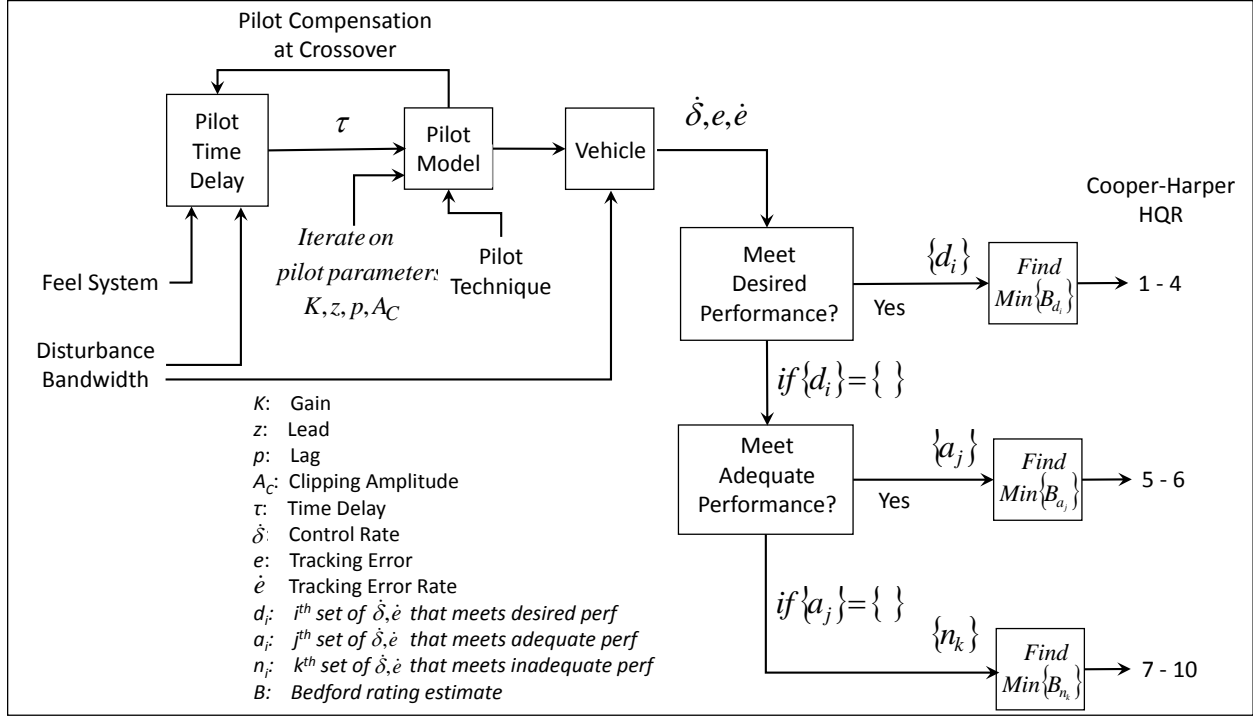 Pilot Compensation
at Crossover
Pilot
Time
Delay
τ
Pilot
Model
Vehicle
δ̇,e,ė
Cooper-Harper
HQR
Feel System
Iterate on
pilot parameters
K,z,p,A_C
Pilot
Technique
Disturbance
Bandwidth
Meet
Desired
Performance?
{d_i}
Yes
Find
Min{B_{d_i}}
1 - 4
if{d_i}={ }
Meet
Adequate
Performance?
{a_j}
Yes
Find
Min{B_{a_j}}
5 - 6
if{a_j}={ }
{n_k}
Find
Min{B_{n_k}}
7 - 10
K: Gain
z: Lead
p: Lag
A_C: Clipping Amplitude
τ: Time Delay
δ̇: Control Rate
e: Tracking Error
ė Tracking Error Rate
d_i: i^th set of δ̇,ė that meets desired perf
a_i: j^th set of δ̇,ė that meets adequate perf
n_i: k^th set of δ̇,ė that meets inadequate perf
B: Bedford rating estimate